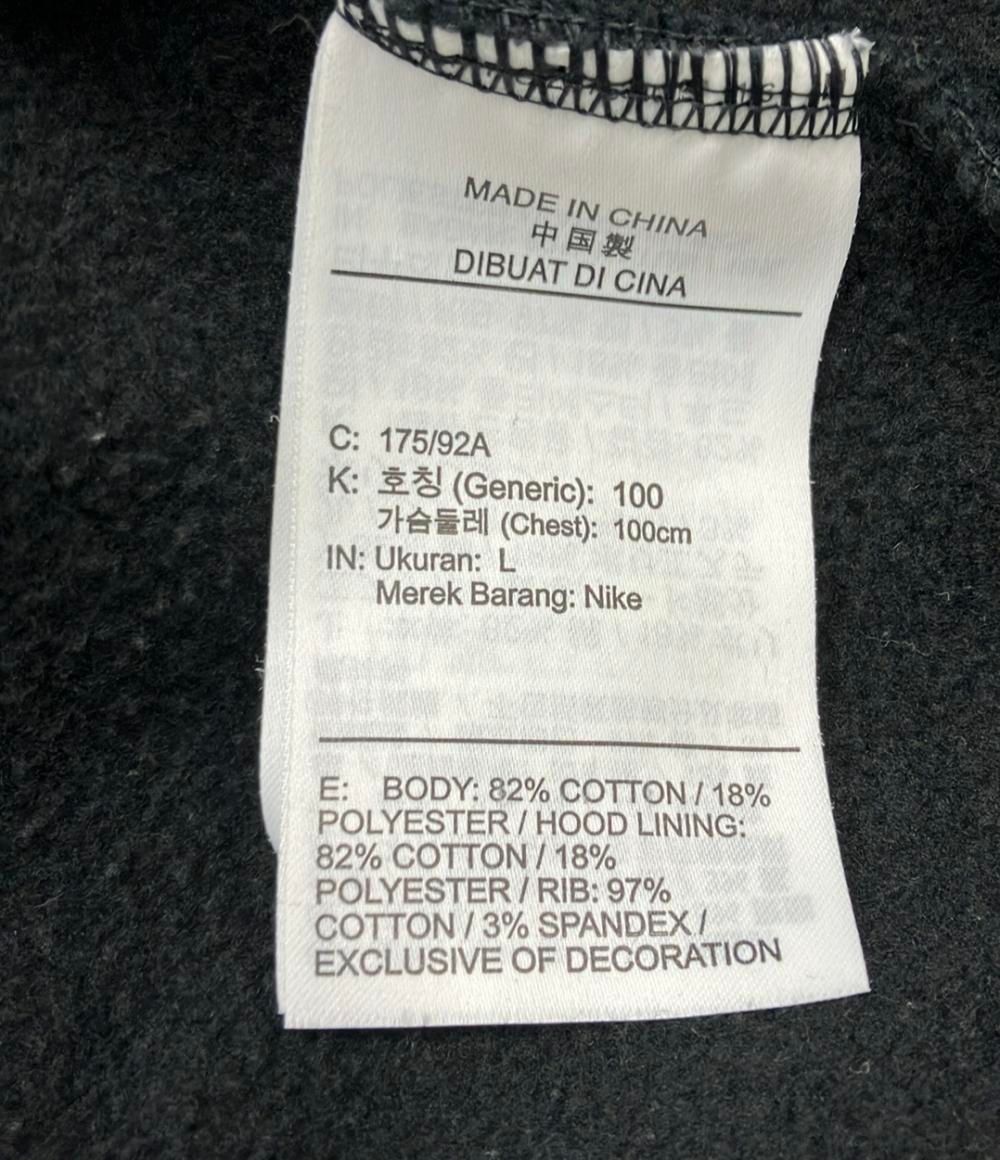 MADE IN CHINA
中国製
DIBUAT DI CINA
C: 175/92A
K: 호칭 (Generic): 100
가슴둘레 (Chest): 100cm
IN: Ukuran: L
Merek Barang: Nike
E: BODY: 82% COTTON / 18%
POLYESTER / HOOD LINING:
82% COTTON / 18%
POLYESTER / RIB: 97%
COTTON / 3% SPANDEX /
EXCLUSIVE OF DECORATION